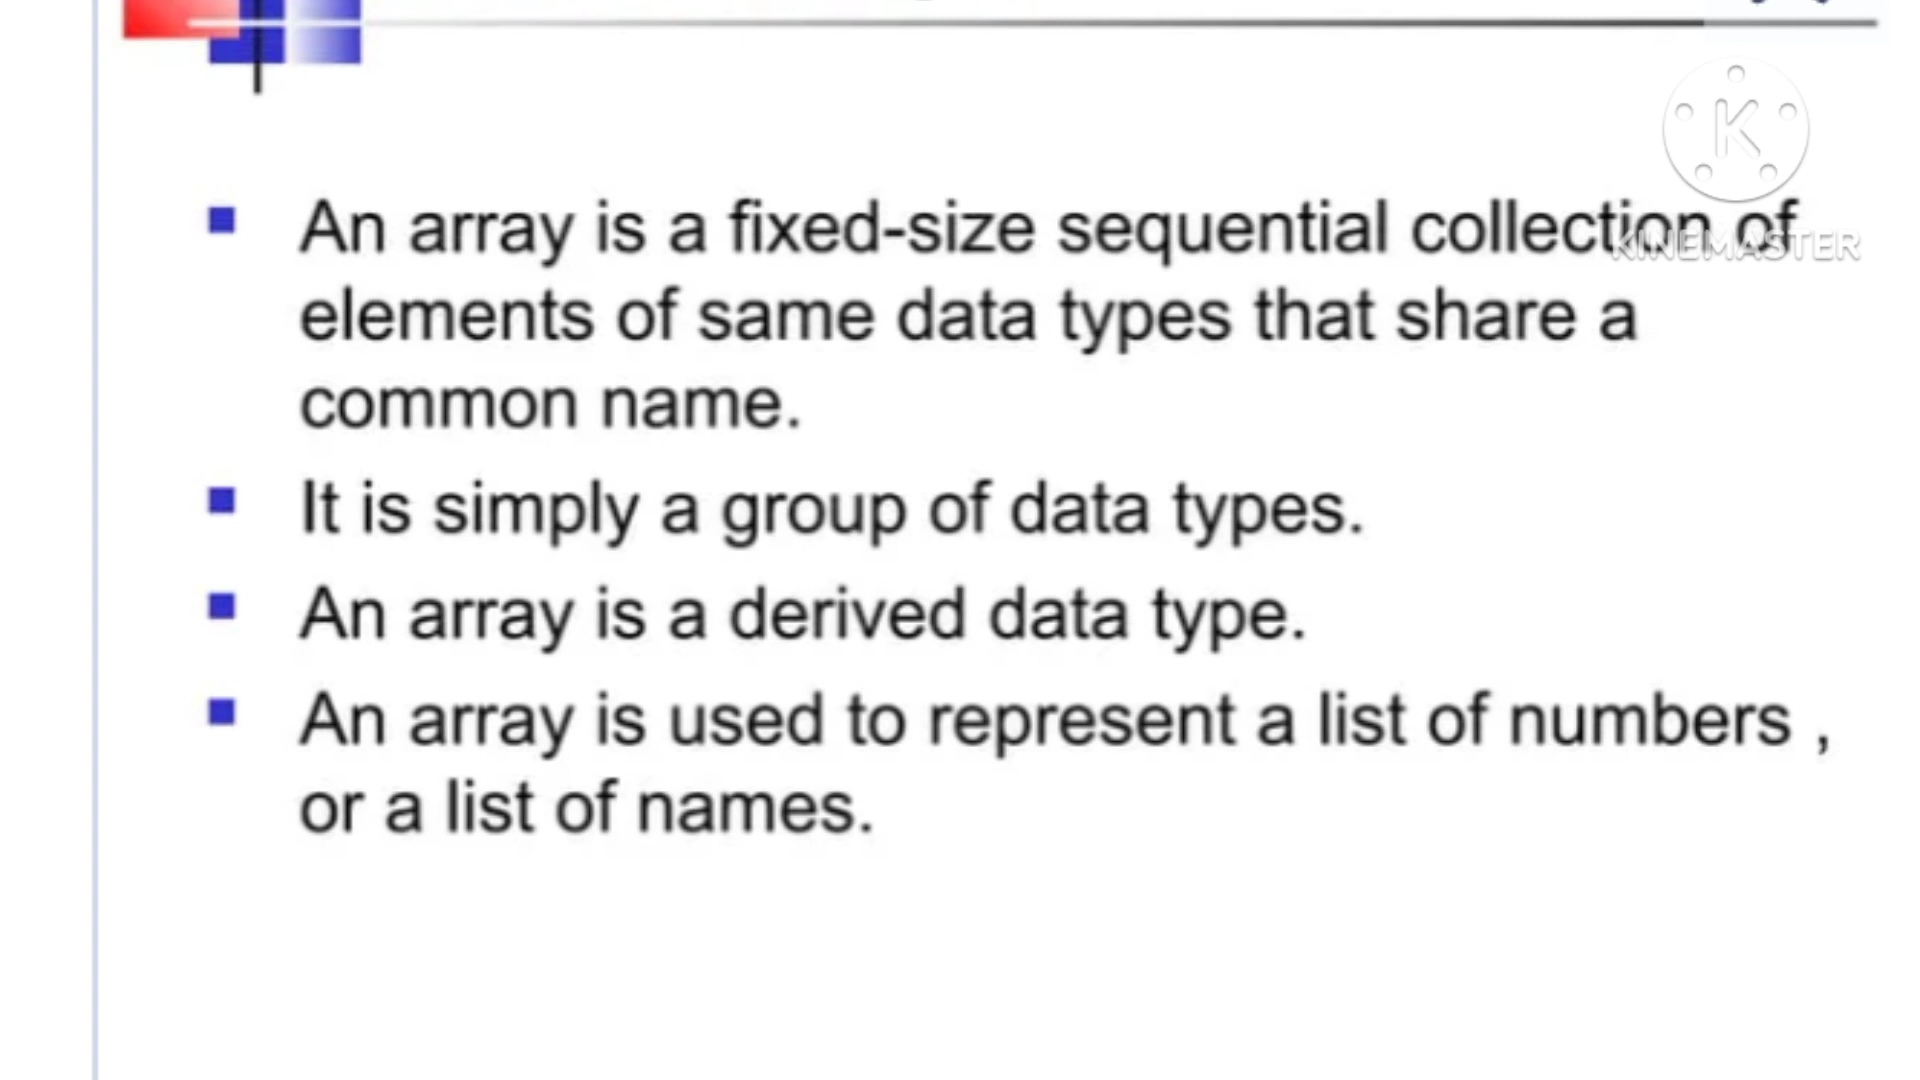 K
KINEMASTER
An array is a fixed-size sequential collection of
elements of same data types that share a
common name.
It is simply a group of data types.
An array is a derived data type.
An array is used to represent a list of numbers ,
or a list of names.